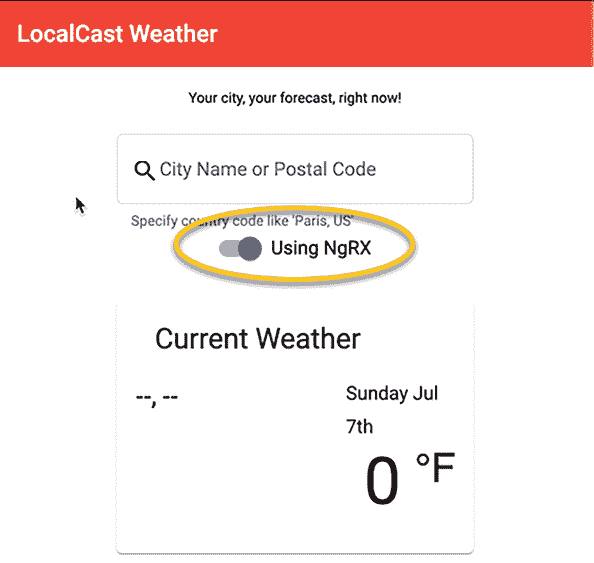 LocalCast Weather
Your city, your forecast, right now!
City Name or Postal Code
Specify country code like 'Paris, US'
Using NgRX
Current Weather
--, --
Sunday Jul
7th
0 °F